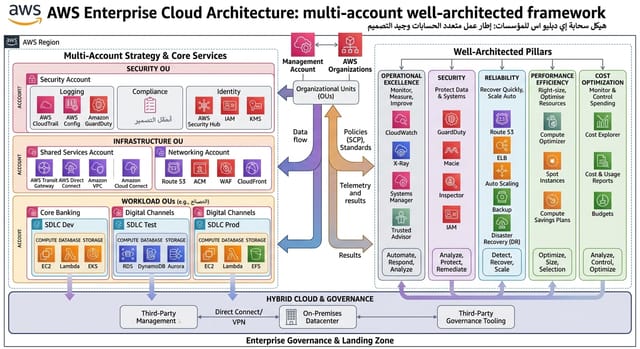 AWS Enterprise Cloud Architecture: multi-account well-architected framework
هيكل سحابة إي دبليو اس للمؤسسات: إطار عمل متعدد الحسابات وجيد التصميم
aws
AWS Region
Multi-Account Strategy & Core Services
SECURITY OU
ACCOUNT
Security Account
Logging
AWS CloudTrail
AWS Config
Amazon GuardDuty
Compliance
Identity
AWS Security Hub
IAM
KMS
INFRASTRUCTURE OU
ACCOUNT
Shared Services Account
AWS Transit Gateway
AWS Direct Connect
Amazon VPC
Amazon Cloud Connect
Networking Account
Route 53
ACM
WAF
CloudFront
WORKLOAD OUs (e.g.,
ACCOUNT
Core Banking
SDLC Dev
COMPUTE DATABASE STORAGE
EC2
Lambda
EKS
Digital Channels
SDLC Test
COMPUTE DATABASE STORAGE
RDS
DynamoDB
Aurora
Digital Channels
SDLC Prod
COMPUTE DATABASE STORAGE
EC2
Lambda
EFS
Management Account
AWS Organizations
Organizational Units (OUs)
Data flow
Policies (SCP), Standards
Telemetry and results
Results
Well-Architected Pillars
OPERATIONAL EXCELLENCE
Monitor, Measure, Improve
CloudWatch
X-Ray
Systems Manager
Trusted Advisor
Automate, Respond, Analyze
SECURITY
Protect Data & Systems
GuardDuty
Macie
Inspector
IAM
Analyze, Protect, Remediate
RELIABILITY
Recover Quickly, Scale Auto
Route 53
ELB
Auto Scaling
Backup
Disaster Recovery (DR)
Detect, Recover, Scale
PERFORMANCE EFFICIENCY
Right-size, Optimise Resources
Compute Optimizer
Spot Instances
Compute Savings Plans
Optimize, Size, Selection
COST OPTIMIZATION
Monitor & Control Spending
Cost Explorer
Cost & Usage Reports
Budgets
Analyze, Control, Optimize
HYBRID CLOUD & GOVERNANCE
Third-Party Management
Direct Connect/ VPN
On-Premises Datacenter
Third-Party Governance Tooling
Enterprise Governance & Landing Zone